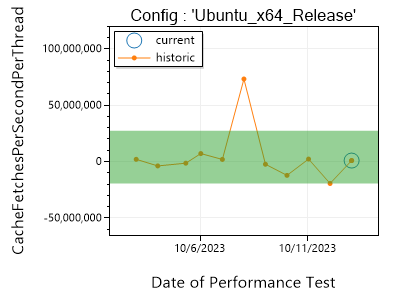 Config : 'Ubuntu_x64_Release'
CacheFetchesPerSecondPerThread
100,000,000
50,000,000
0
-50,000,000
current
historic
10/6/2023
10/11/2023
Date of Performance Test